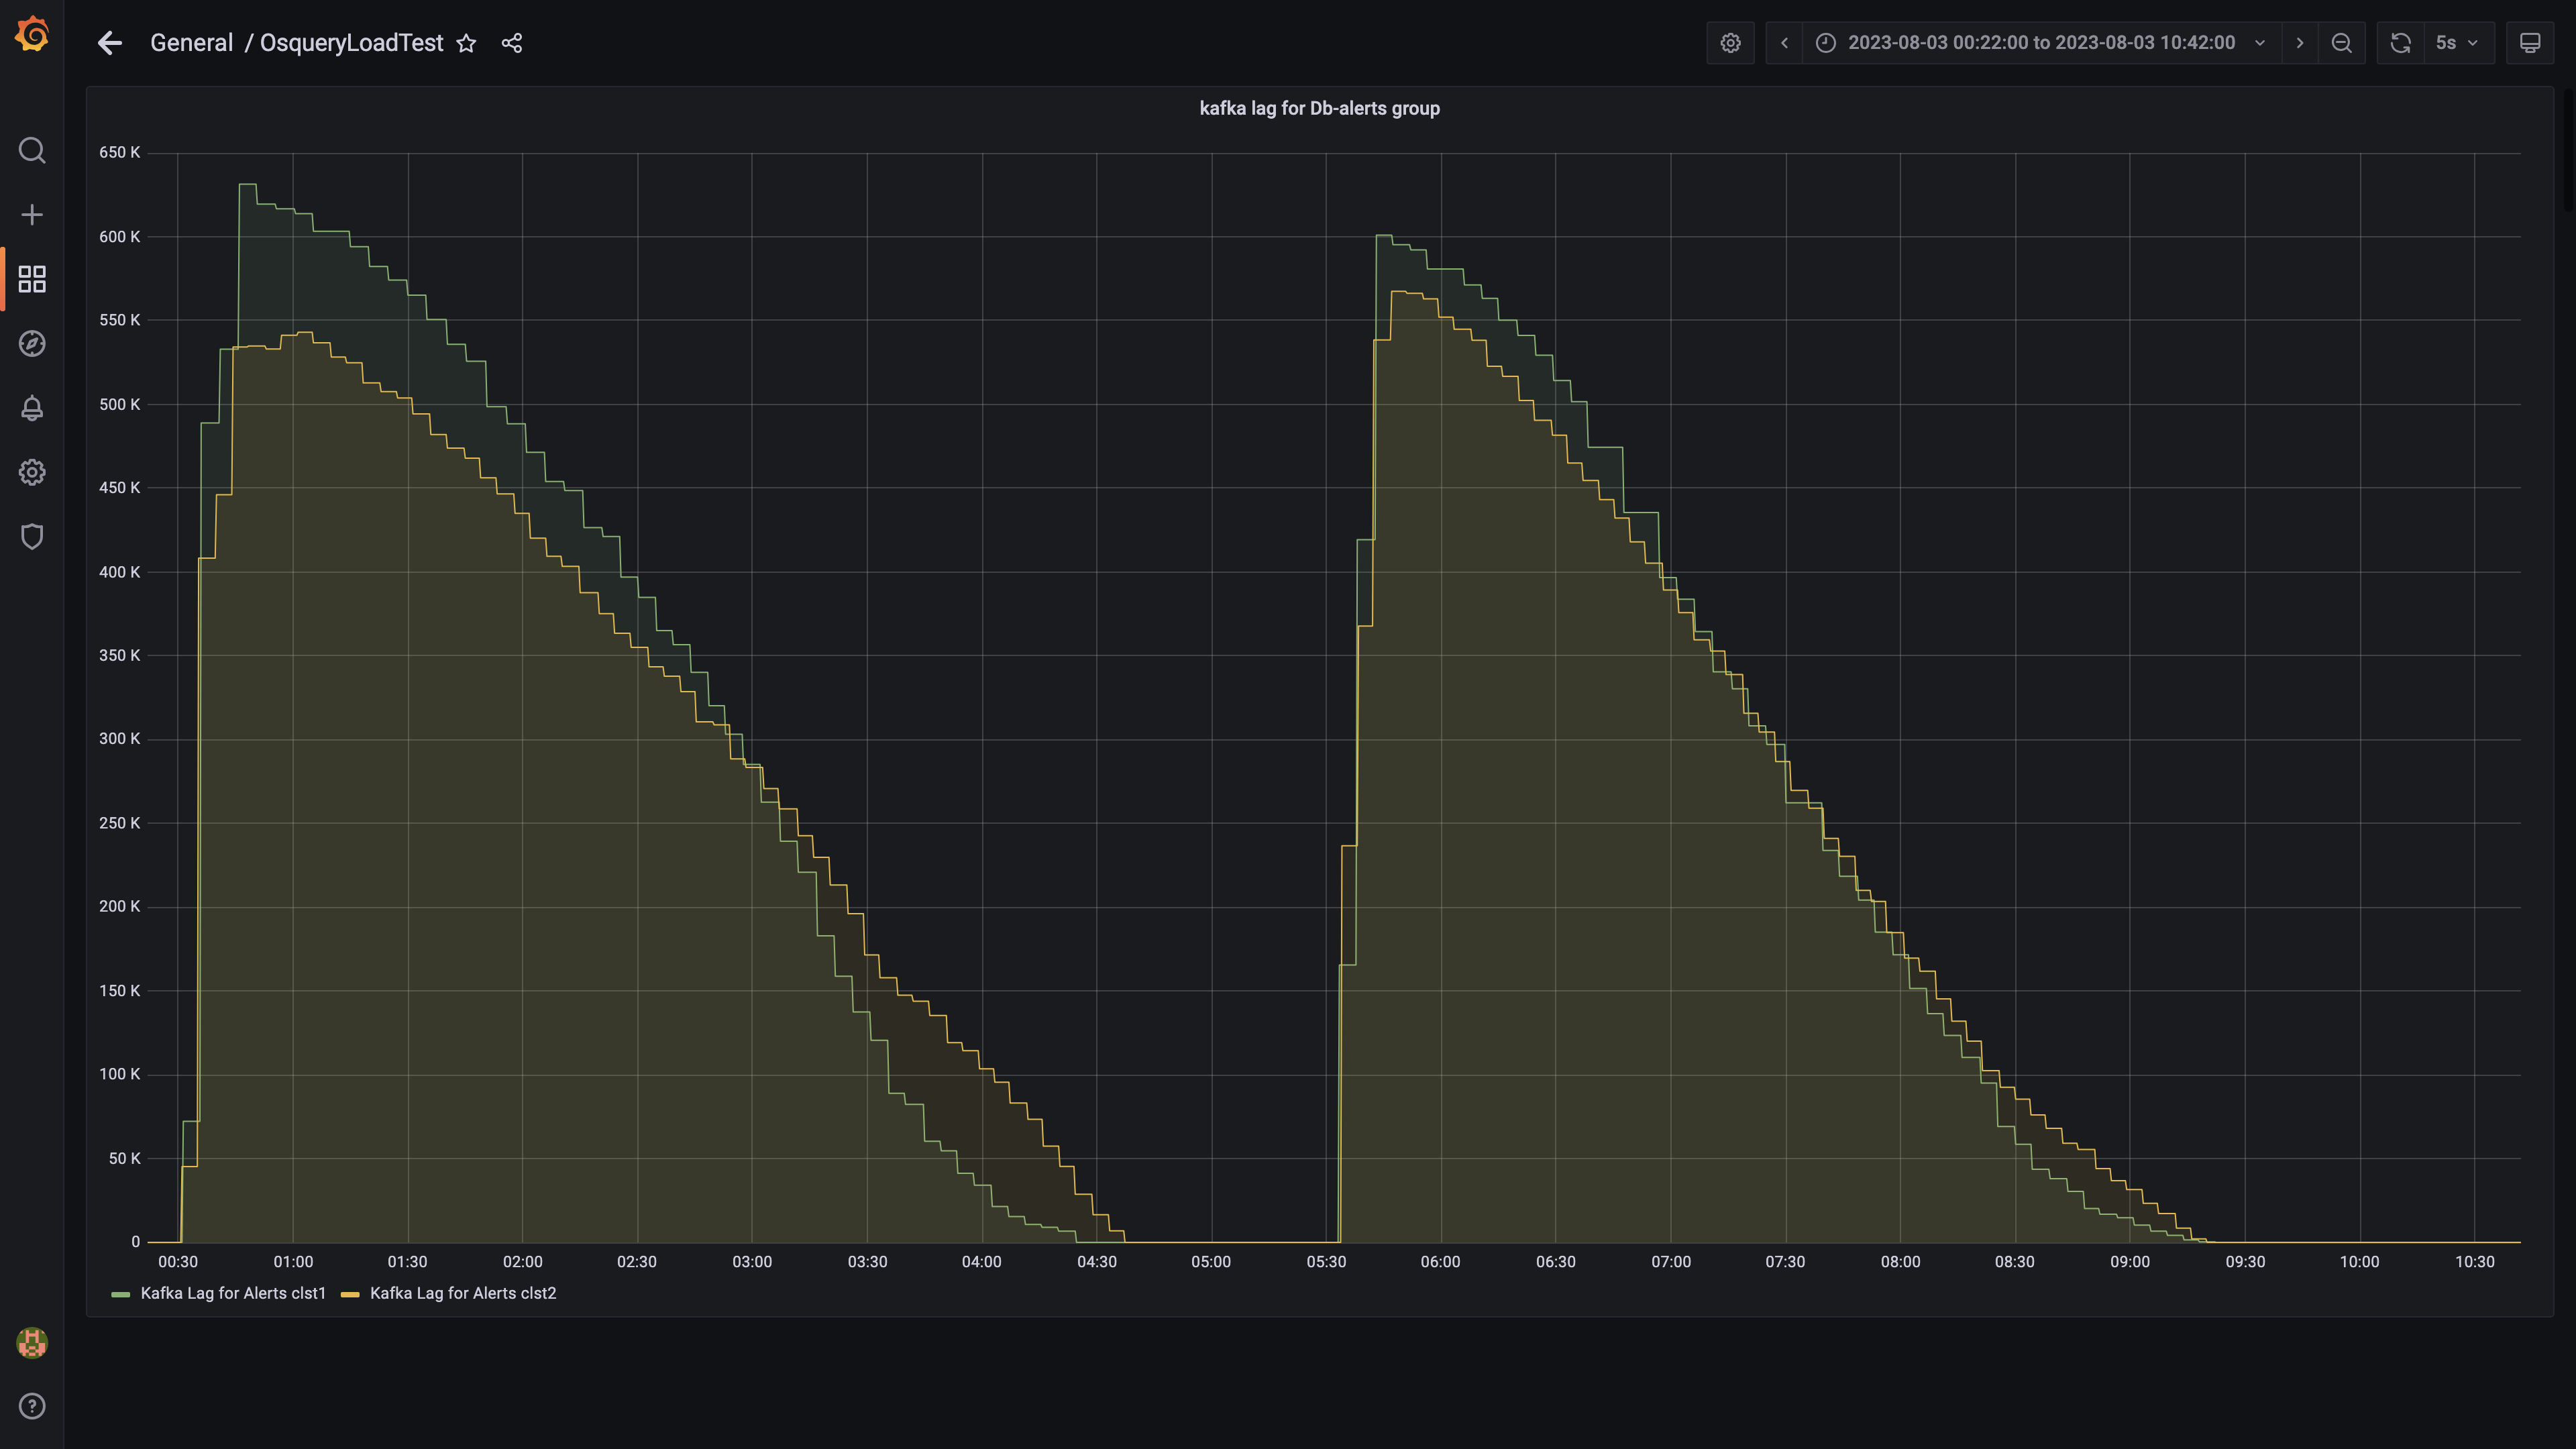 General / OsqueryLoadTest
2023-08-03 00:22:00 to 2023-08-03 10:42:00
5s
kafka lag for Db-alerts group
650 K
600 K
550 K
500 K
450 K
400 K
350 K
300 K
250 K
200 K
150 K
100 K
50 K
0
00:30 01:00 01:30 02:00 02:30 03:00 03:30 04:00 04:30 05:00 05:30 06:00 06:30 07:00 07:30 08:00 08:30 09:00 09:30 10:00 10:30
Kafka Lag for Alerts clst1 Kafka Lag for Alerts clst2